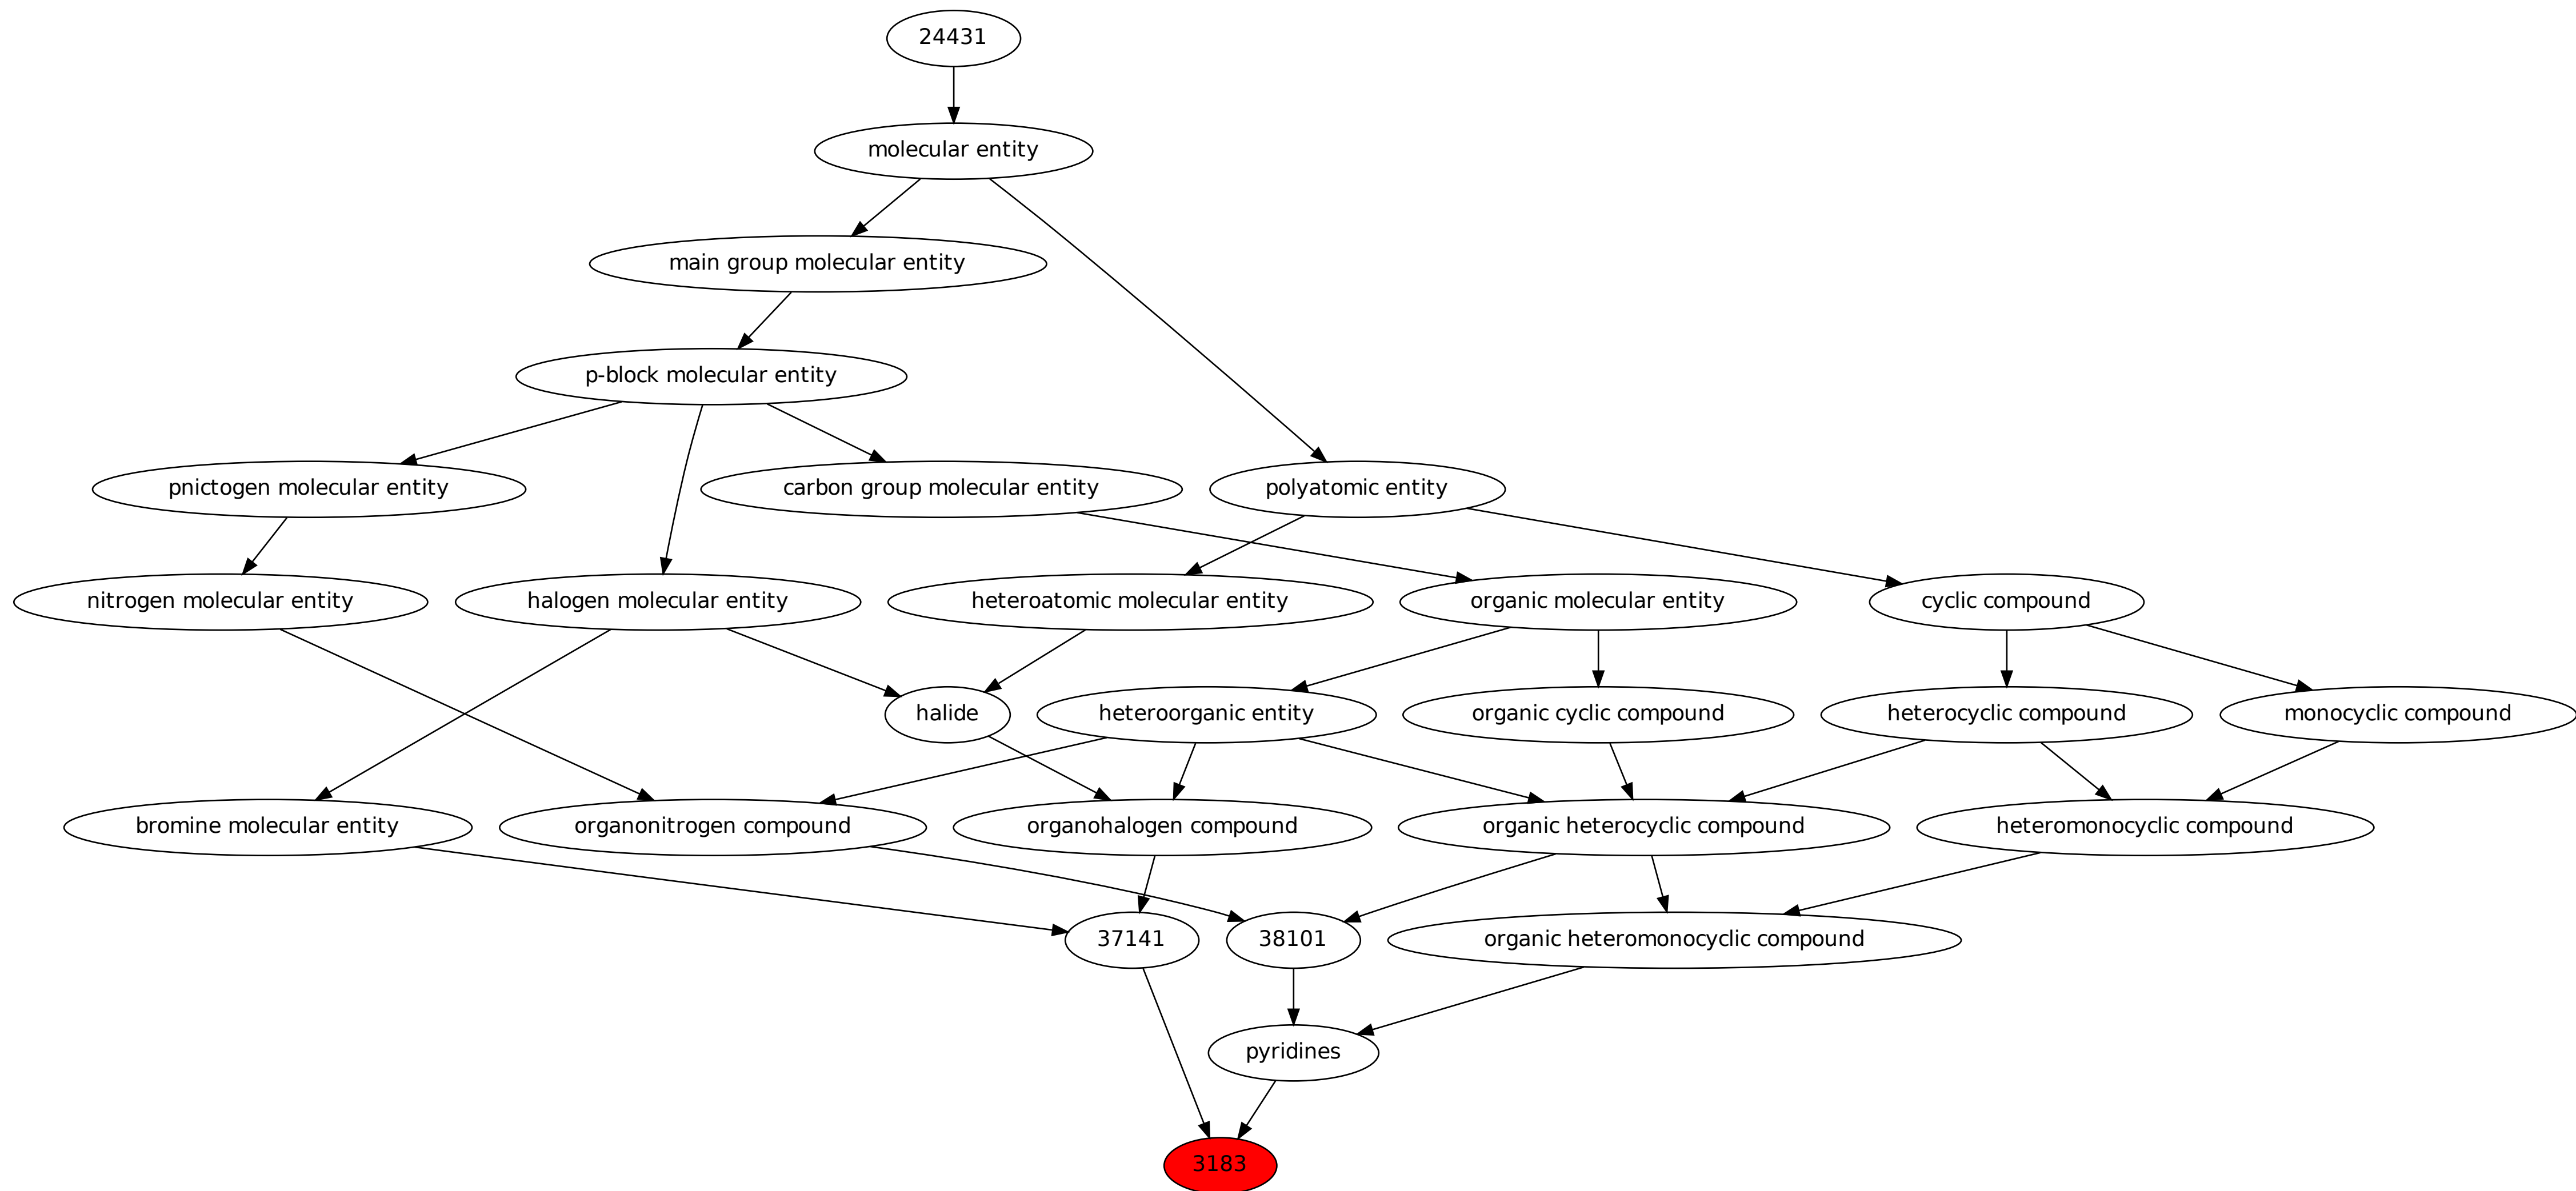 24431
molecular entity
main group molecular entity
p-block molecular entity
pnictogen molecular entity
carbon group molecular entity
polyatomic entity
nitrogen molecular entity
halogen molecular entity
heteroatomic molecular entity
organic molecular entity
cyclic compound
halide
heteroorganic entity
organic cyclic compound
heterocyclic compound
monocyclic compound
bromine molecular entity
organonitrogen compound
organohalogen compound
organic heterocyclic compound
heteromonocyclic compound
37141
38101
organic heteromonocyclic compound
pyridines
3183